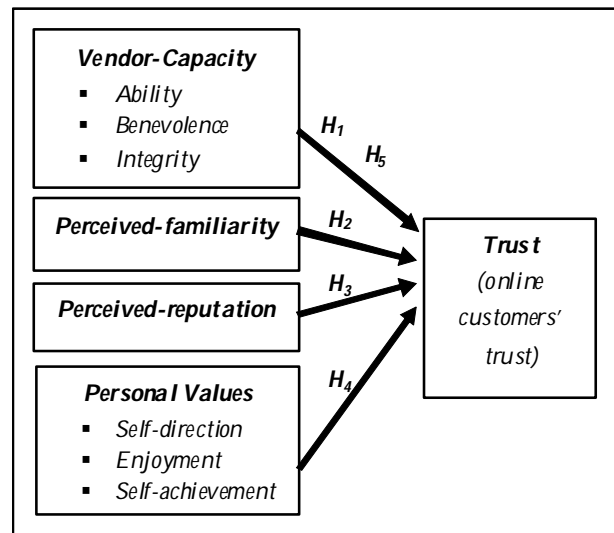 Vendor-Capacity
▪ Ability
▪ Benevolence
▪ Integrity
H1
H5
Perceived-familiarity
H2
Trust
(online
customers’
trust)
Perceived-reputation
H3
H4
Personal Values
▪ Self-direction
▪ Enjoyment
▪ Self-achievement